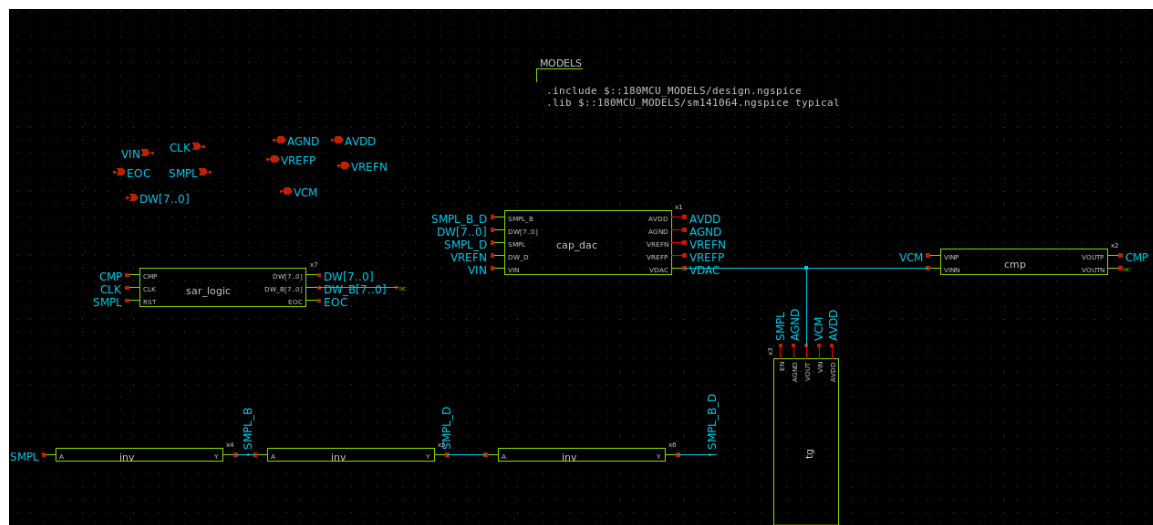 MODELS
.include $::180MCU_MODELS/design.ngspice
.lib $::180MCU_MODELS/sm141064.ngspice typical
VIN
CLK
AGND
AVDD
EOC
SMPL
VREFP
VREFN
DW[7..0]
VCM
x1
SMPL_B_D
SMPL_B
AVDD
AVDD
DW[7..0]
DW[7..0]
AGND
AGND
SMPL_D
SMPL
cap_dac
VREFN
VREFN
VREFN
DW_D
VREFP
VREFP
VIN
VIN
VDAC
VDAC
x2
VCM
VINP
VOUTP
CMP
VINN
cmp
VOUTN
NC
x7
CMP
CMP
DW[7..0]
DW[7..0]
CLK
CLK
sar_logic
DW_B[7..0]
DW_B[7..0]
NC
SMPL
RST
EOC
EOC
SMPL
AGND
VCM
AVDD
x3
EN
AGND
VOUT
VIN
AVDD
tg
SMPL_B
SMPL_D
SMPL_B_D
x4
x6
SMPL
A
inv
Y
A
inv
Y
A
inv
Y